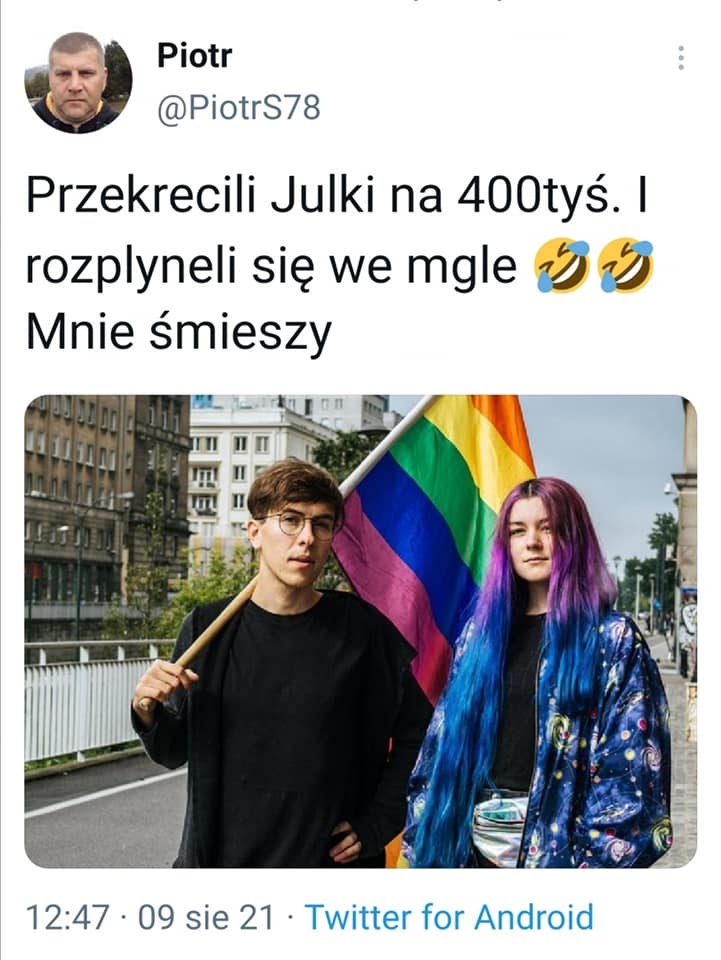 Piotr
@PiotrS78
Przekrecili Julki na 400tyś. I
rozplyneli się we mgle 🤣🤣
Mnie śmieszy
12:47 · 09 sie 21 · Twitter for Android